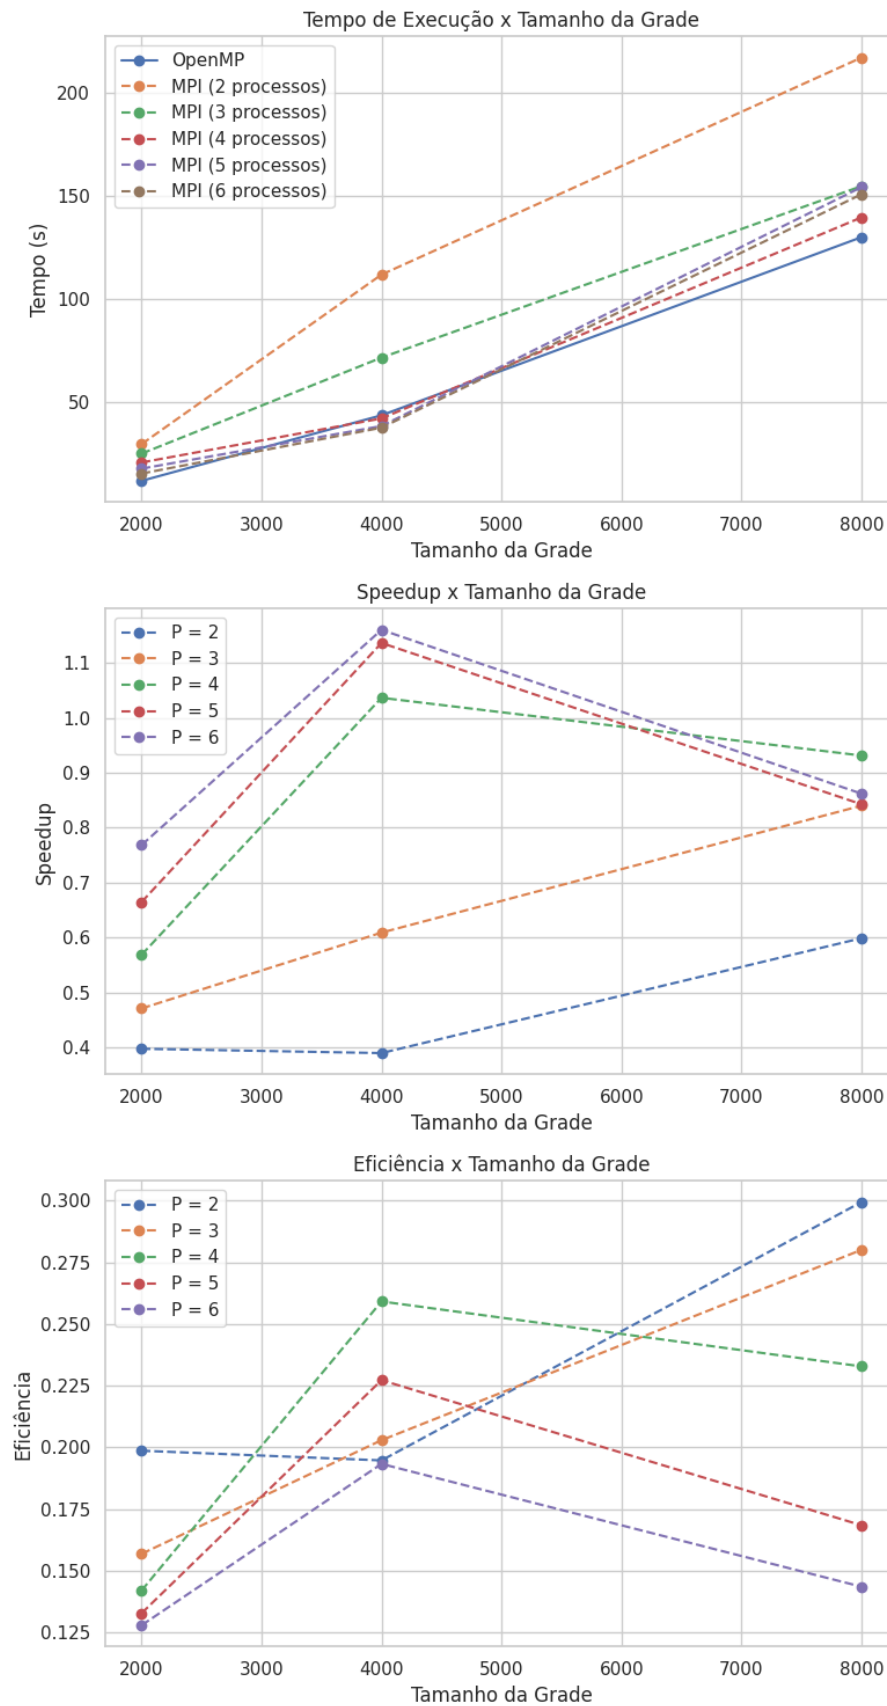 Tempo de Execução x Tamanho da Grade
OpenMP
MPI (2 processos)
MPI (3 processos)
MPI (4 processos)
MPI (5 processos)
MPI (6 processos)
200
150
100
50
Tempo (s)
2000 3000 4000 5000 6000 7000 8000
Tamanho da Grade
Speedup x Tamanho da Grade
P = 2
P = 3
P = 4
P = 5
P = 6
1.1
1.0
0.9
0.8
0.7
0.6
0.5
0.4
Speedup
2000 3000 4000 5000 6000 7000 8000
Tamanho da Grade
Eficiência x Tamanho da Grade
P = 2
P = 3
P = 4
P = 5
P = 6
0.300
0.275
0.250
0.225
0.200
0.175
0.150
0.125
Eficiência
2000 3000 4000 5000 6000 7000 8000
Tamanho da Grade